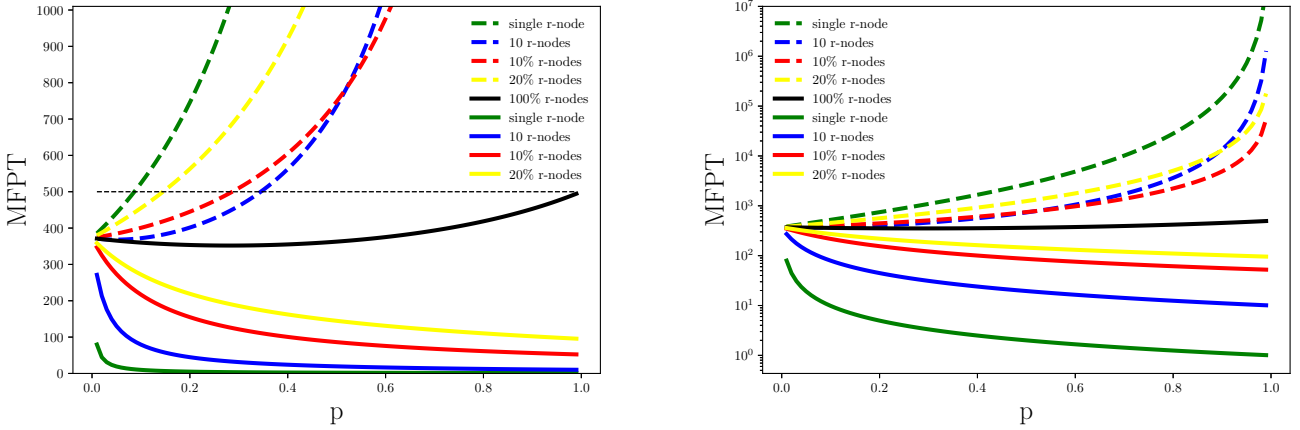 1000
900
800
700
600
500
400
300
200
100
0
MFPT
0.0 0.2 0.4 0.6 0.8 1.0
p
single r-node
10 r-nodes
10% r-nodes
20% r-nodes
100% r-nodes
single r-node
10 r-nodes
10% r-nodes
20% r-nodes
10^7
10^6
10^5
10^4
10^3
10^2
10^1
10^0
MFPT
0.0 0.2 0.4 0.6 0.8 1.0
p
single r-node
10 r-nodes
10% r-nodes
20% r-nodes
100% r-nodes
single r-node
10 r-nodes
10% r-nodes
20% r-nodes